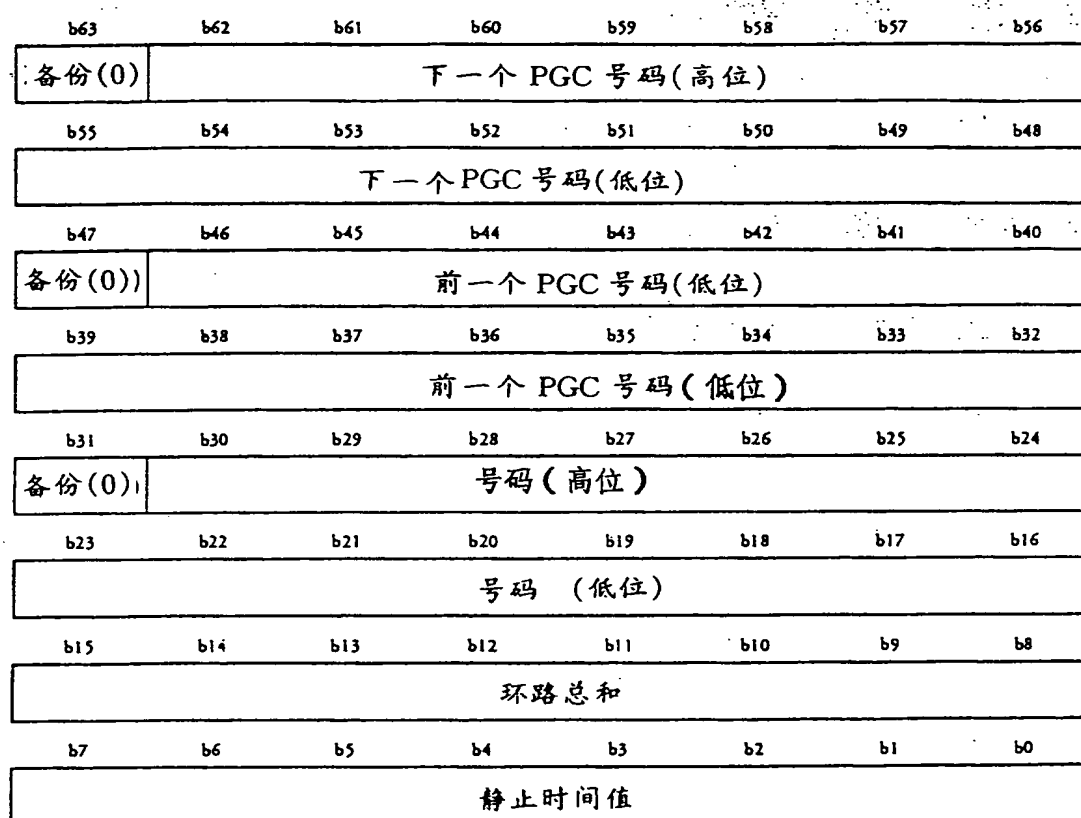 b63 b62 b61 b60 b59 b58 b57 b56
备份(0) 下一个 PGC 号码(高位)
b55 b54 b53 b52 b51 b50 b49 b48
下一个 PGC 号码(低位)
b47 b46 b45 b44 b43 b42 b41 b40
备份(0)) 前一个 PGC 号码(低位)
b39 b38 b37 b36 b35 b34 b33 b32
前一个 PGC 号码(低位)
b31 b30 b29 b28 b27 b26 b25 b24
备份(0) 号码(高位)
b23 b22 b21 b20 b19 b18 b17 b16
号码 (低位)
b15 b14 b13 b12 b11 b10 b9 b8
环路总和
b7 b6 b5 b4 b3 b2 b1 b0
静止时间值